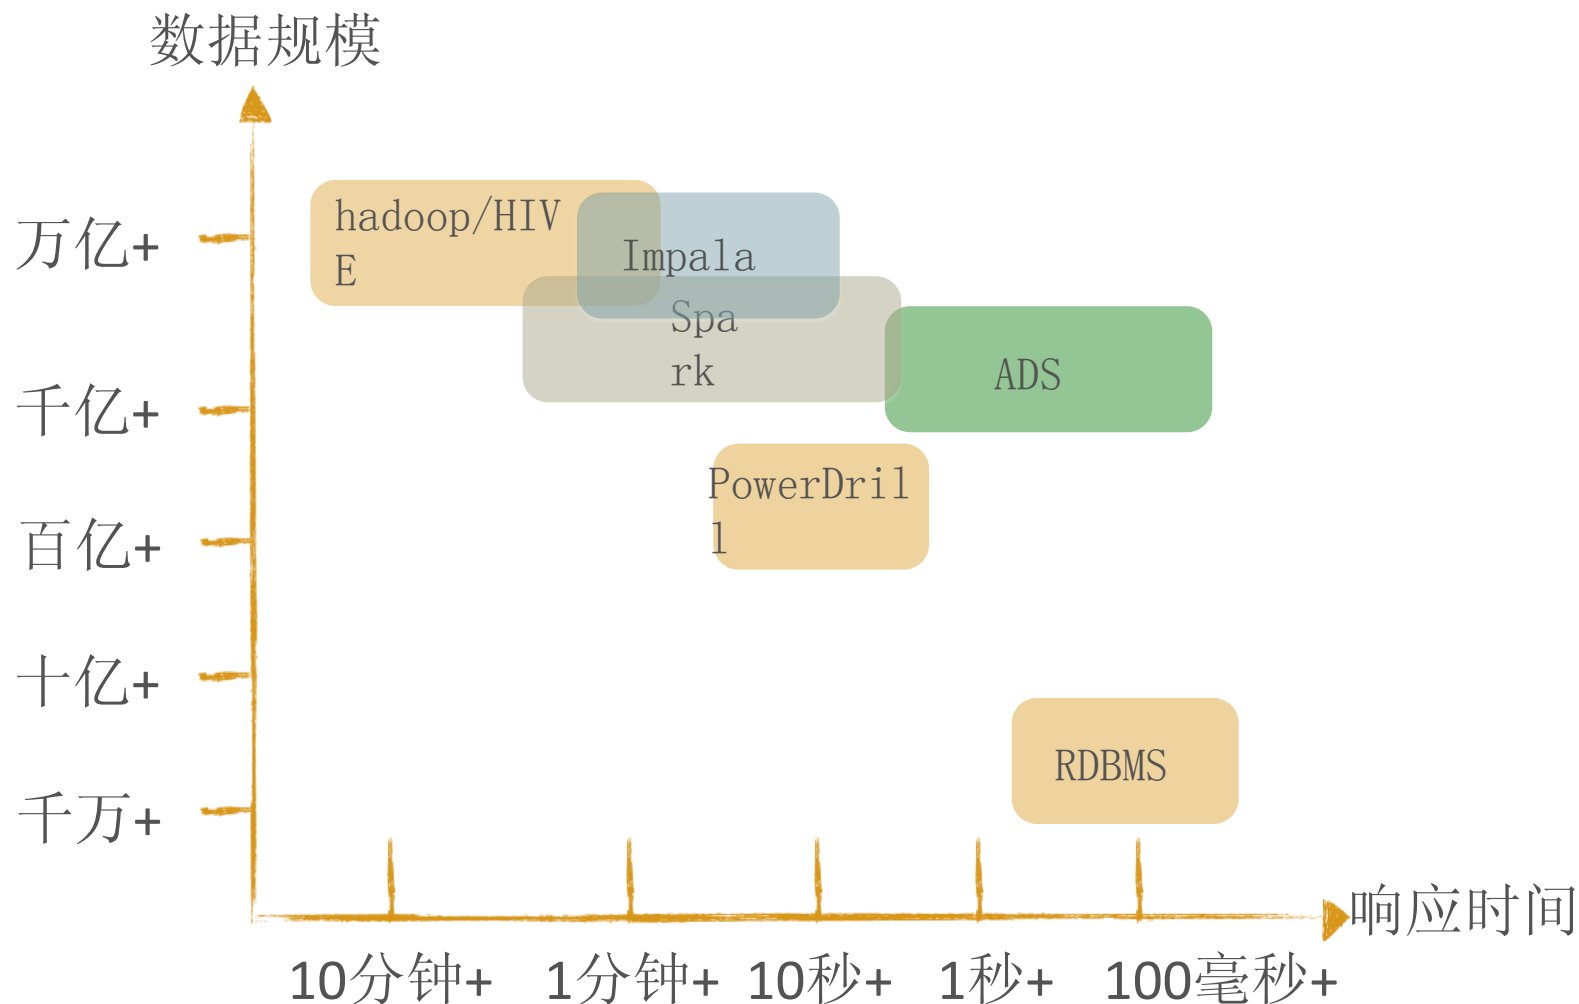 数据规模
万亿+
hadoop/HIV
E
Impala
Spa
rk
ADS
千亿+
PowerDril
l
百亿+
十亿+
RDBMS
千万+
响应时间
10分钟+
1分钟+
10秒+
1秒+
100毫秒+